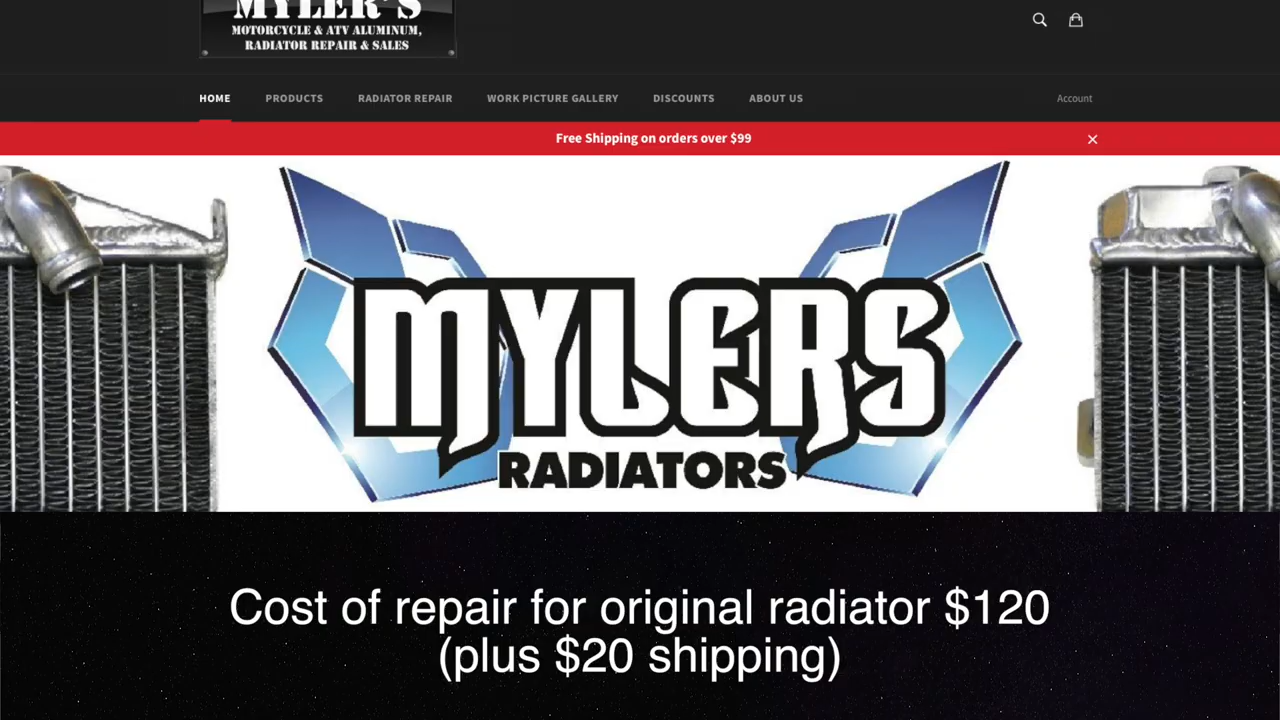 MYLER'S
MOTORCYCLE & ATV ALUMINUM,
RADIATOR REPAIR & SALES
HOME PRODUCTS RADIATOR REPAIR WORK PICTURE GALLERY DISCOUNTS ABOUT US Account
Free Shipping on orders over $99
MYLERS
RADIATORS
Cost of repair for original radiator $120
(plus $20 shipping)